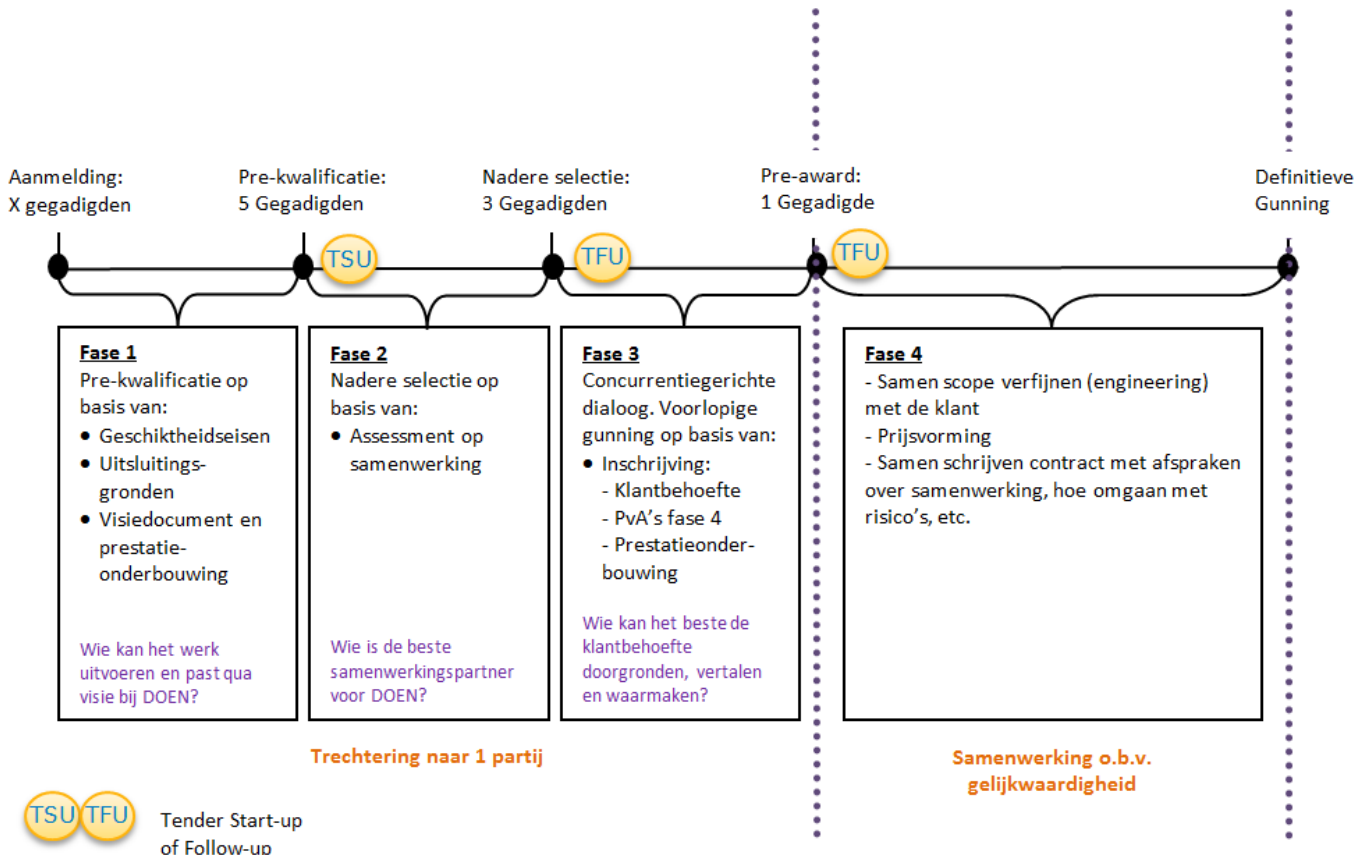 Aanmelding:
X gegadigden
Pre-kwalificatie:
5 Gegadigden
Nadere selectie:
3 Gegadigden
Pre-award:
1 Gegadigde
Definitieve
Gunning
TSU
TFU
TFU
Fase 1
Pre-kwalificatie op
basis van:
• Geschiktheidseisen
• Uitsluitings-
gronden
• Visiedocument en
prestatie-
onderbouwing
Wie kan het werk
uitvoeren en past qua
visie bij DOEN?
Fase 2
Nadere selectie op
basis van:
• Assessment op
samenwerking
Wie is de beste
samenwerkingspartner
voor DOEN?
Fase 3
Concurrentiegerichte
dialoog. Voorlopige
gunning op basis van:
• Inschrijving:
- Klantbehoefte
- PvA's fase 4
- Prestatieonder-
bouwing
Wie kan het beste de
klantbehoefte
doorgronden, vertalen
en waarmaken?
Fase 4
- Samen scope verfijnen (engineering)
met de klant
- Prijsvorming
- Samen schrijven contract met afspraken
over samenwerking, hoe omgaan met
risico's, etc.
Trechtering naar 1 partij
Samenwerking o.b.v.
gelijkwaardigheid
TSU TFU
Tender Start-up
of Follow-up